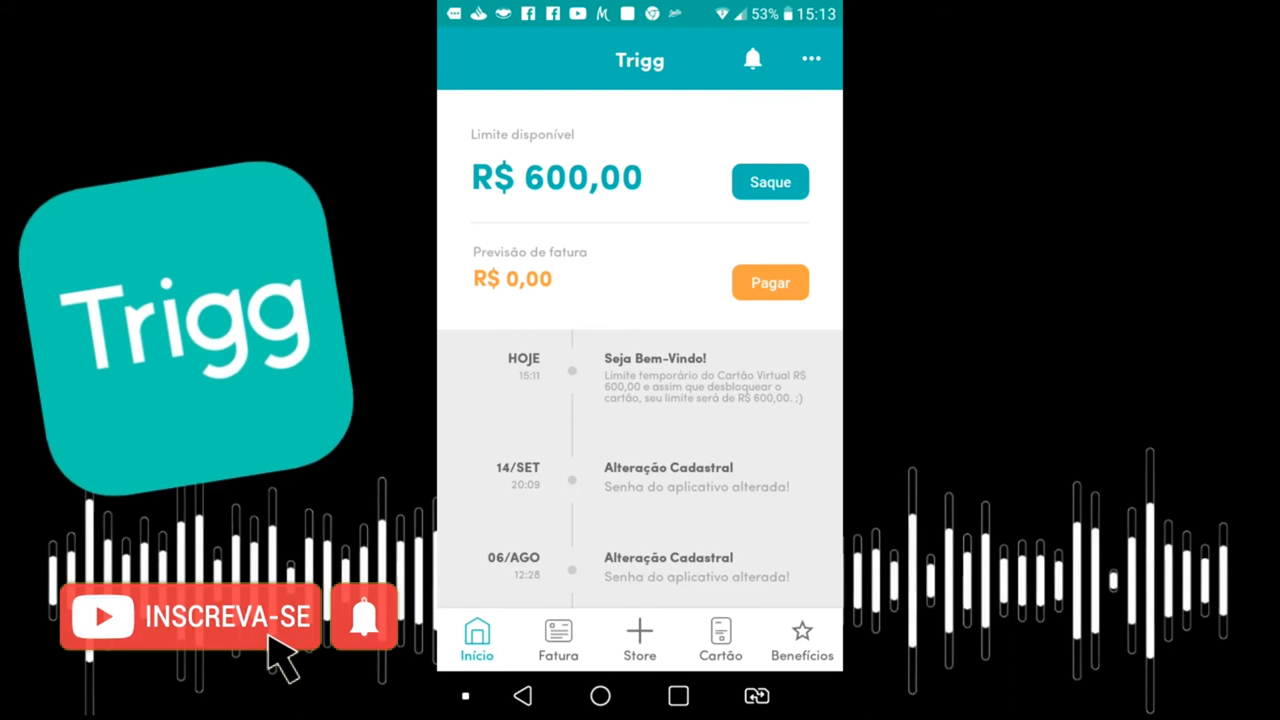 53% 15:13
Trigg
Limite disponível
R$ 600,00
Saque
Previsão de fatura
R$ 0,00
Pagar
HOJE
15:11
Seja Bem-Vindo!
Limite temporário do Cartão Virtual R$
600,00 e assim que desbloquear o
cartão, seu limite será de R$ 600,00. ;)
14/SET
20:09
Alteração Cadastral
Senha do aplicativo alterada!
06/AGO
12:28
Alteração Cadastral
Senha do aplicativo alterada!
Início
Fatura
Store
Cartão
Benefícios
Trigg
INSCREVA-SE